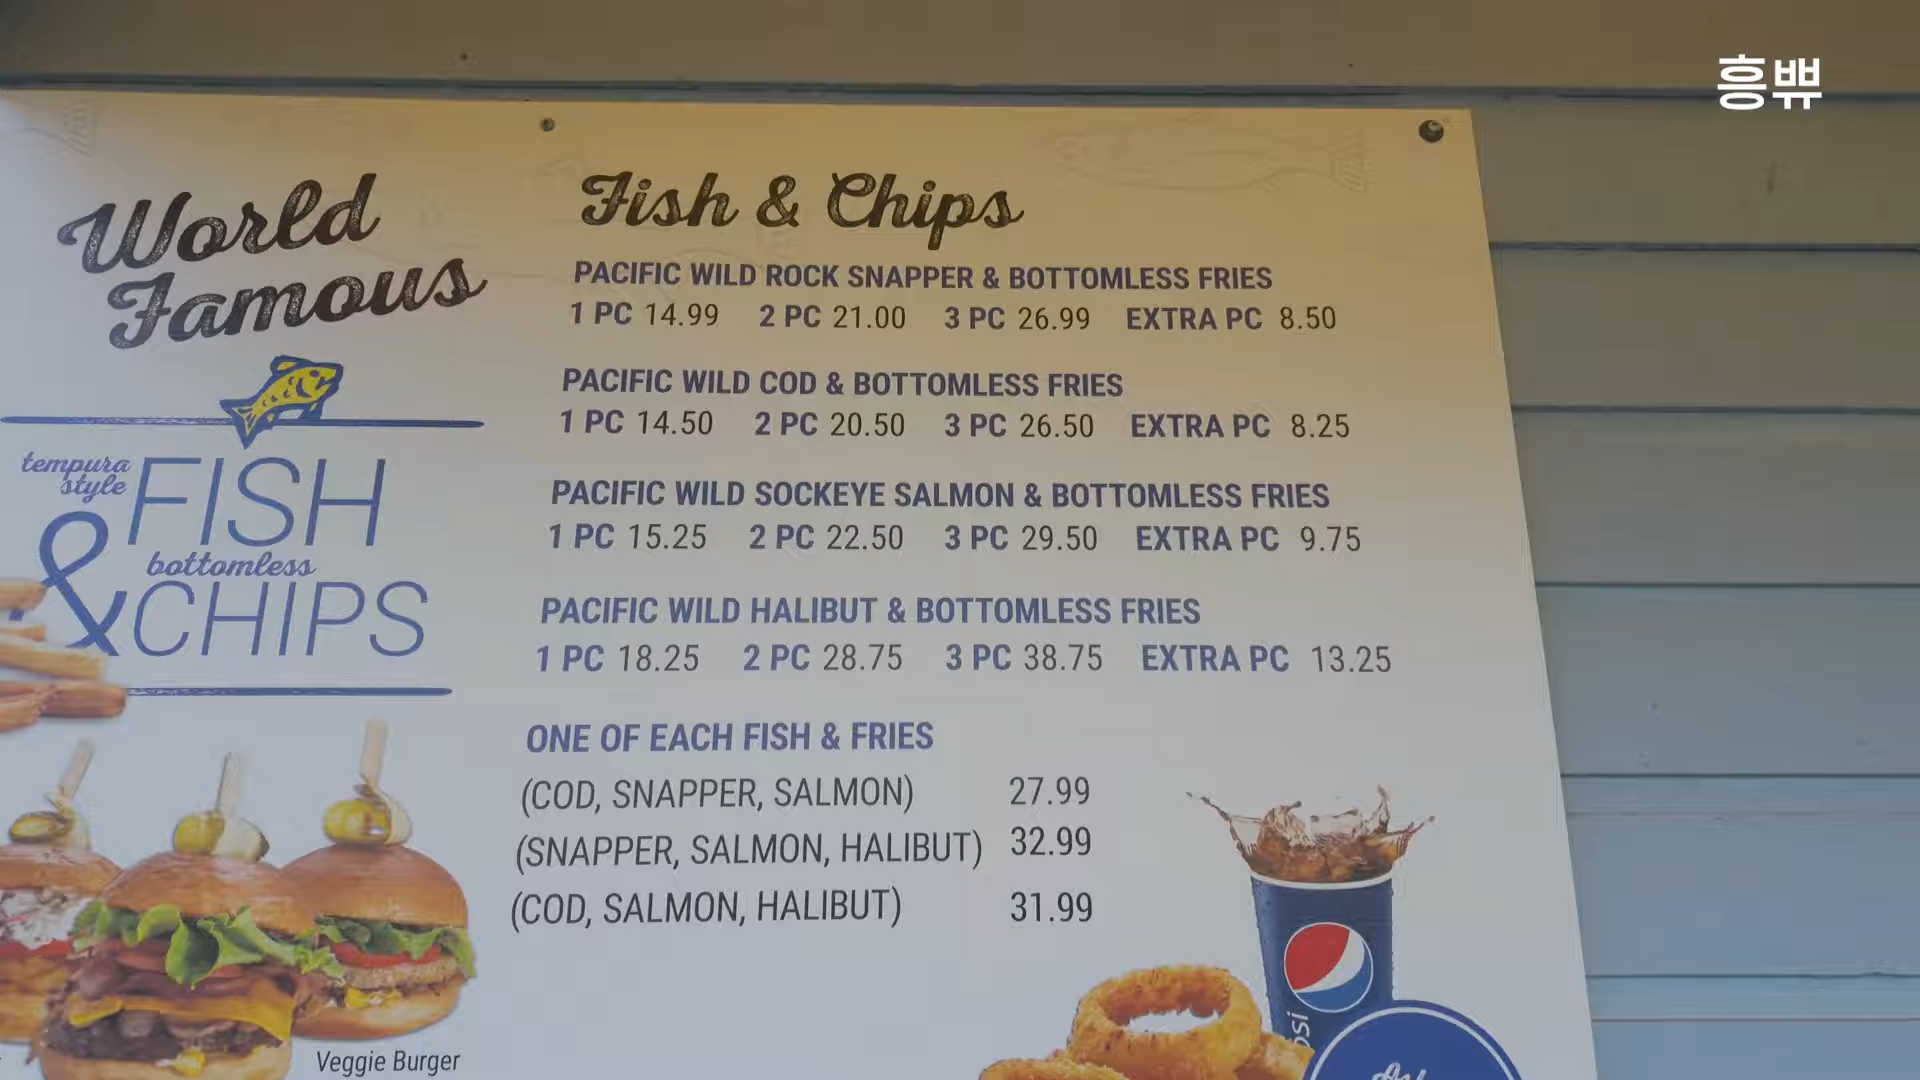 흥쀼
World
Famous
tempura
style
FISH
&
bottomless
CHIPS
Veggie Burger
Fish & Chips
PACIFIC WILD ROCK SNAPPER & BOTTOMLESS FRIES
1 PC 14.99 2 PC 21.00 3 PC 26.99 EXTRA PC 8.50
PACIFIC WILD COD & BOTTOMLESS FRIES
1 PC 14.50 2 PC 20.50 3 PC 26.50 EXTRA PC 8.25
PACIFIC WILD SOCKEYE SALMON & BOTTOMLESS FRIES
1 PC 15.25 2 PC 22.50 3 PC 29.50 EXTRA PC 9.75
PACIFIC WILD HALIBUT & BOTTOMLESS FRIES
1 PC 18.25 2 PC 28.75 3 PC 38.75 EXTRA PC 13.25
ONE OF EACH FISH & FRIES
(COD, SNAPPER, SALMON) 27.99
(SNAPPER, SALMON, HALIBUT) 32.99
(COD, SALMON, HALIBUT) 31.99